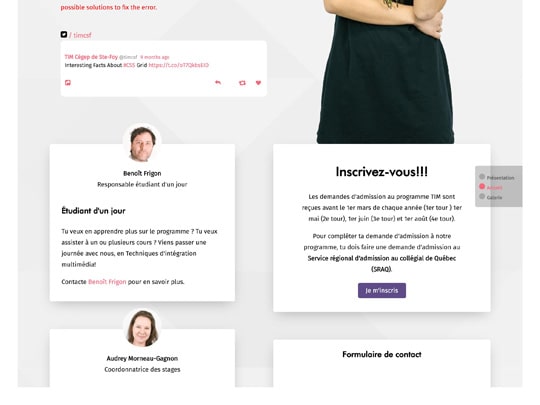 possible solutions to fix the error.
/ timcsf
TIM Cégep de Ste-Foy @timcsf 9 months ago
Interesting Facts About #CSS Grid
Benoît Frigon
Responsable étudiant d'un jour
Étudiant d'un jour
Tu veux en apprendre plus sur le programme ? Tu veux
assister à un ou plusieurs cours ? Viens passer une
journée avec nous, en Techniques d'intégration
multimédia!
Contacte Benoît Frigon pour en savoir plus.
Audrey Morneau-Gagnon
Coordonnatrice des stages
Inscrivez-vous!!!
Les demandes d'admission au programme TIM sont
reçues avant le 1er mars de chaque année (1er tour ) 1er
mai (2e tour), 1er juin (3e tour) et 1er août (4e tour).
Pour compléter ta demande d'admission à notre
programme, tu dois faire une demande d'admission au
Service régional d'admission au collégial de Québec
(SRAQ).
Je m'inscris
Formulaire de contact
Présentation
Accueil
Galerie